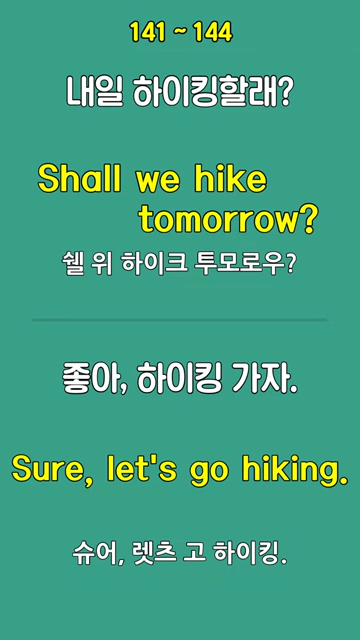 141 ~ 144
내일 하이킹할래?
Shall we hike
tomorrow?
쉘 위 하이크 투모로우?
좋아, 하이킹 가자.
Sure, let's go hiking.
슈어, 렛츠 고 하이킹.